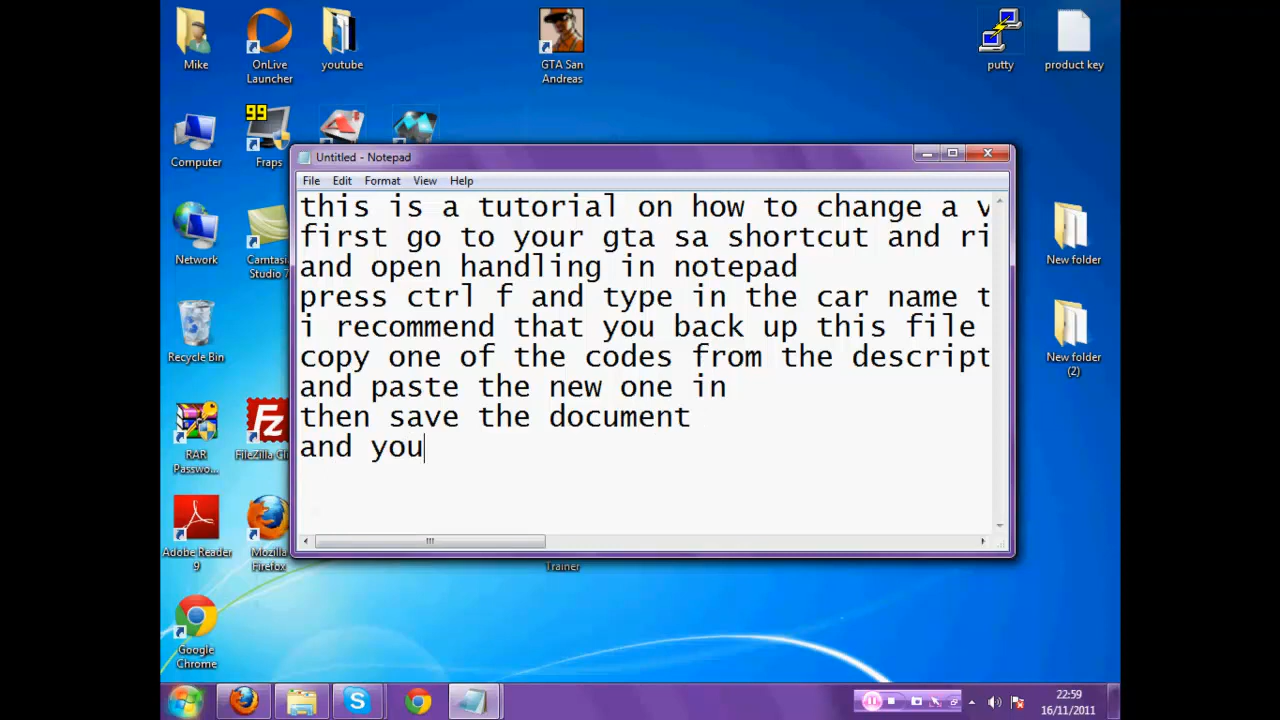 Mike
OnLive
Launcher
youtube
GTA San
Andreas
putty
product key
Computer
99
Fraps
Untitled - Notepad
File Edit Format View Help
this is a tutorial on how to change a v
first go to your gta sa shortcut and ri
and open handling in notepad
press ctrl f and type in the car name t
i recommend that you back up this file
copy one of the codes from the descript
and paste the new one in
then save the document
and you
Network
Camtasi
Studio 7
New folder
Recycle Bin
New folder
(2)
RAR
Passwo...
FileZilla Cli
Adobe Reader
9
Mozilla
Firefox
Trainer
Google
Chrome
22:59
16/11/2011